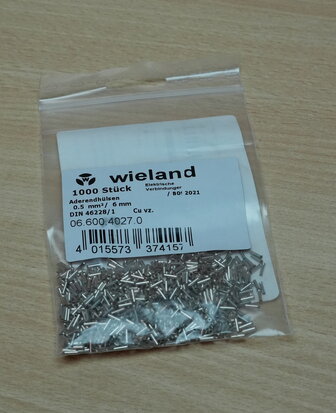 wieland
1000 Stück
Elektrische
Verbindungen
Aderendhülsen
/ BO! 2021
0.5 mm²/ 6 mm
DIN 46228/1 Cu vz.
06.600.4027.0
4 015573 374157